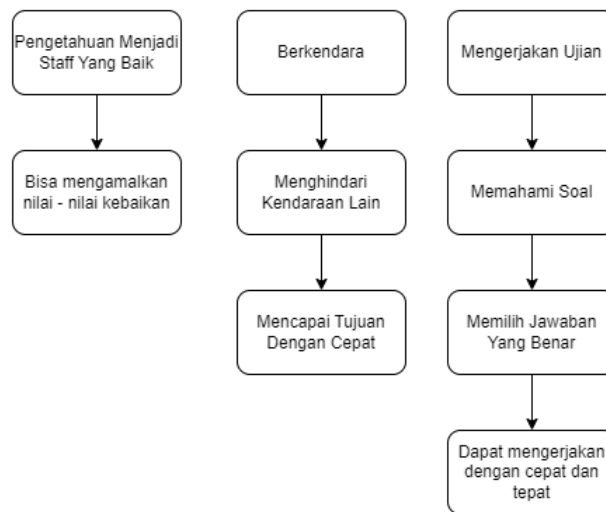 Pengetahuan Menjadi
Staff Yang Baik
Bisa mengamalkan
nilai - nilai kebaikan
Berkendara
Menghindari
Kendaraan Lain
Mencapai Tujuan
Dengan Cepat
Mengerjakan Ujian
Memahami Soal
Memilih Jawaban
Yang Benar
Dapat mengerjakan
dengan cepat dan
tepat